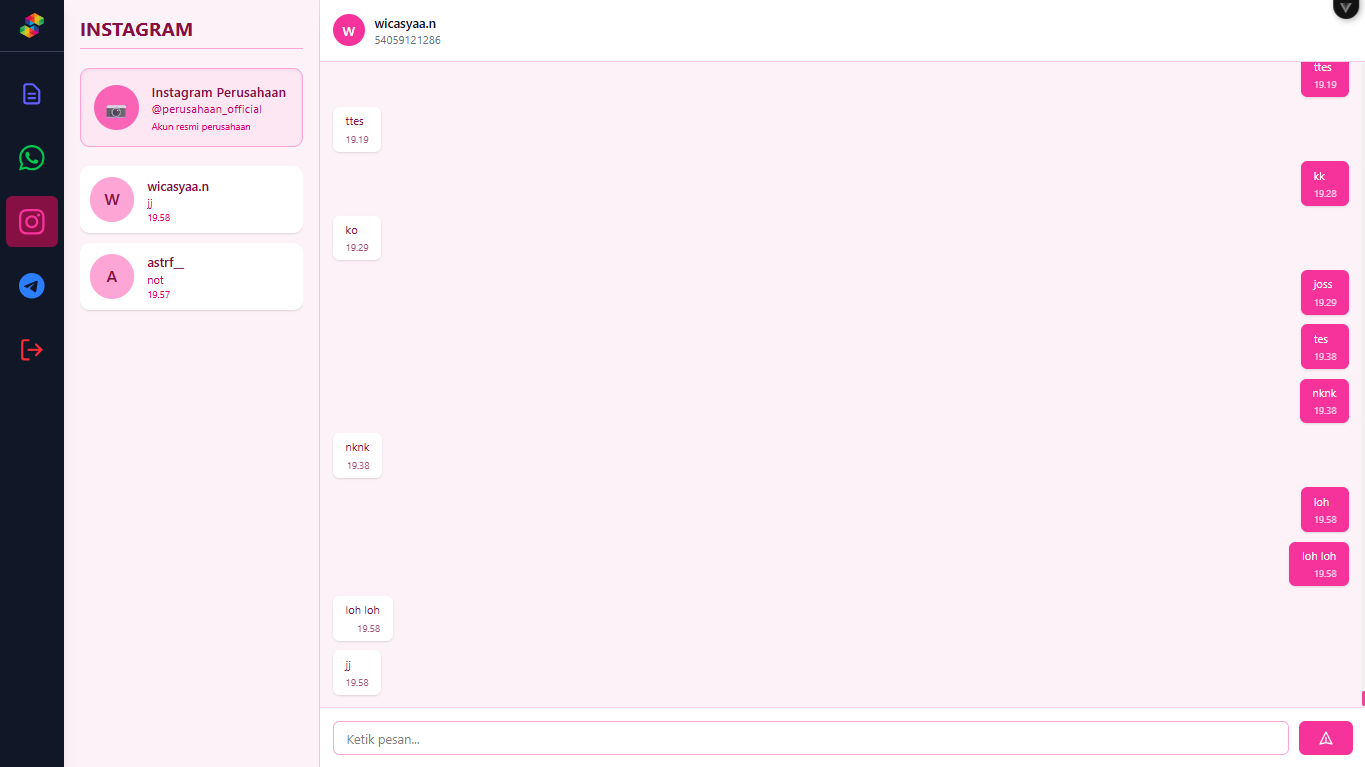 INSTAGRAM
Instagram Perusahaan
@perusahaan_official
Akun resmi perusahaan
W
wicasyaa.n
jj
19.58
A
astrf__
not
19.57
W
wicasyaa.n
54059121286
ttes
19.19
ttes
19.19
kk
19.28
ko
19.29
joss
19.29
tes
19.38
nknk
19.38
nknk
19.38
loh
19.58
loh loh
19.58
loh loh
19.58
jj
19.58
Ketik pesan...